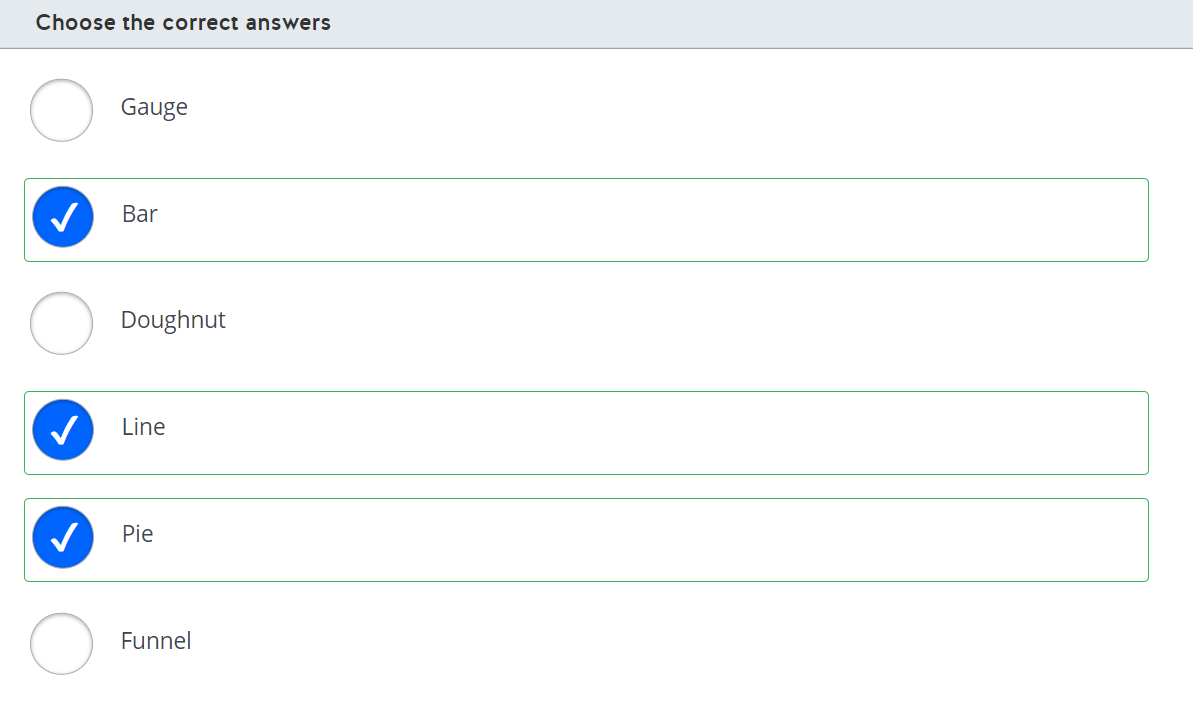 Choose the correct answers
Gauge
Bar
Doughnut
Line
Pie
Funnel